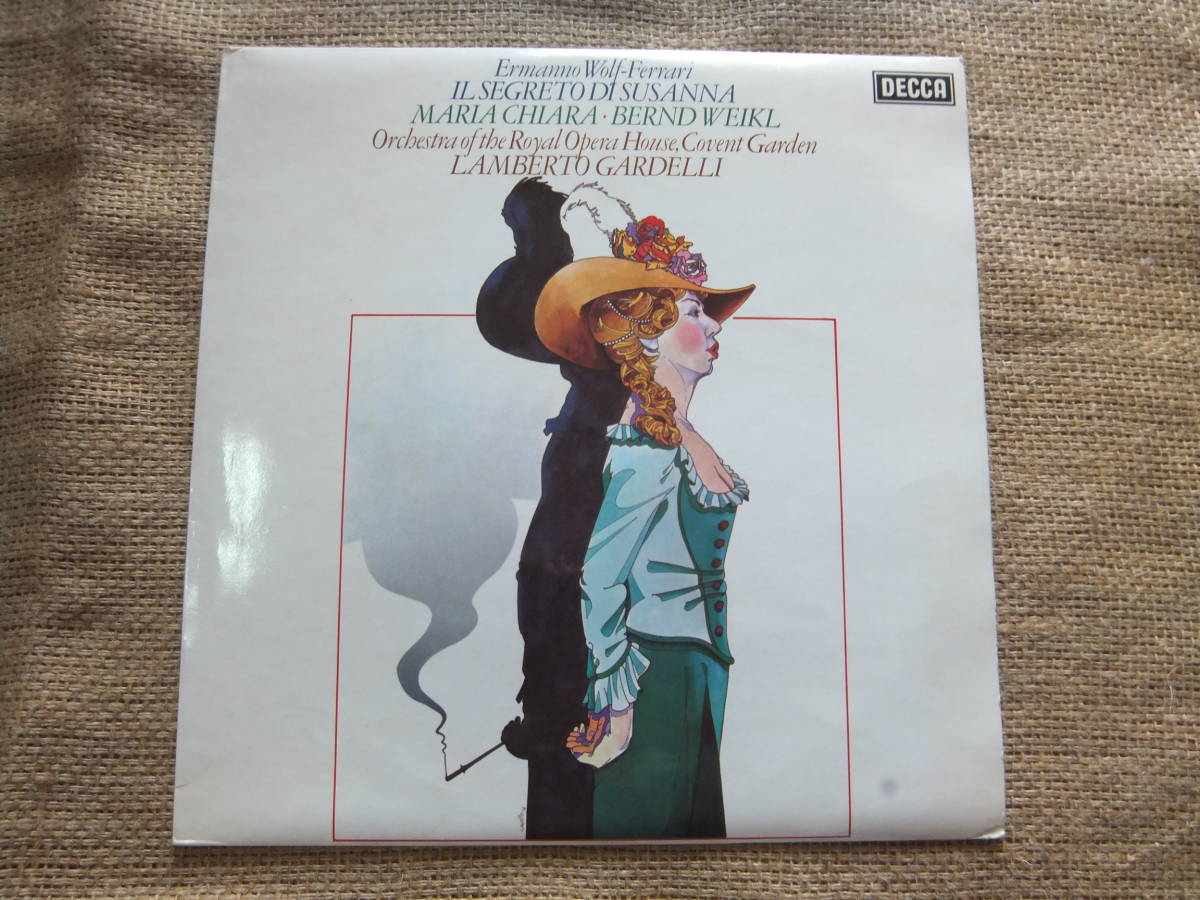 Ermanno Wolf-Ferrari
IL SEGRETO DI SUSANNA
MARIA CHIARA · BERND WEIKL
Orchestra of the Royal Opera House, Covent Garden
LAMBERTO GARDELLI
DECCA